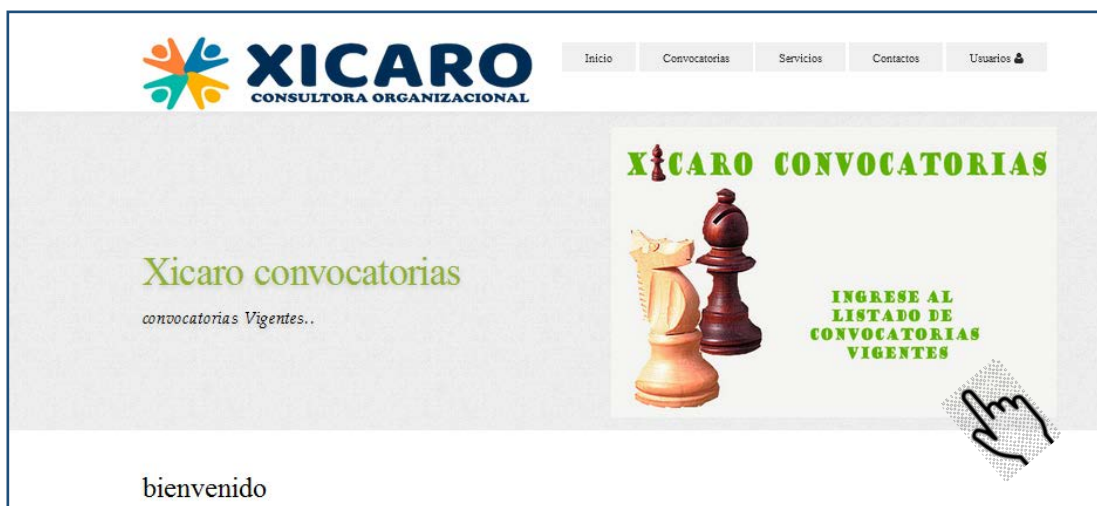 XICARO
CONSULTORA ORGANIZACIONAL
Inicio Convocatorias Servicios Contactos Usuarios
XICARO CONVOCATORIAS
Xicaro convocatorias
convocatorias Vigentes..
INGRESE AL
LISTADO DE
CONVOCATORIAS
VIGENTES
bienvenido